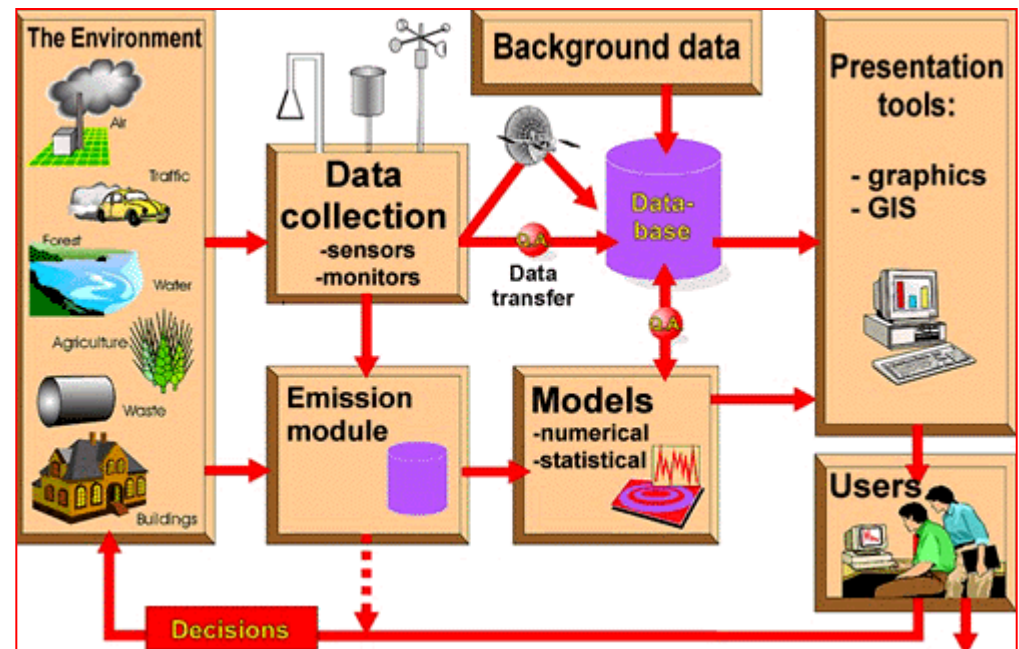 The Environment
Air
Traffic
Forest
Water
Agriculture
Waste
Buildings
Data
collection
-sensors
-monitors
Background data
Q.A
Data
transfer
Data-
base
Q.A
Emission
module
Models
-numerical
-statistical
Presentation
tools:
- graphics
- GIS
Users
Decisions